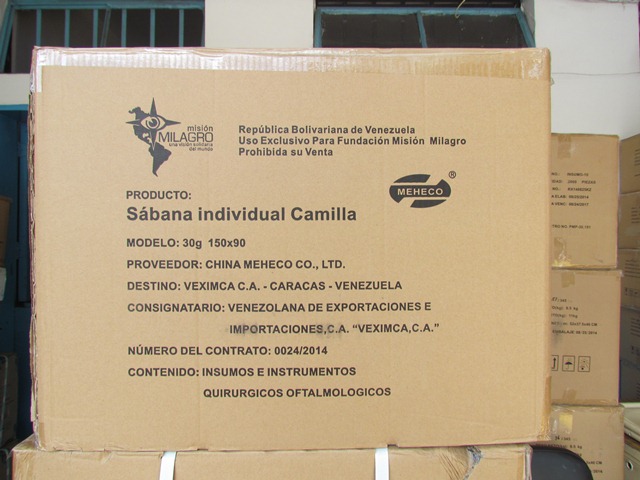 misión
MILAGRO
una visión solidaria
del mundo
República Bolivariana de Venezuela
Uso Exclusivo Para Fundación Misión Milagro
Prohibida su Venta
MEHECO
®
PRODUCTO:
Sábana individual Camilla
MODELO: 30g 150x90
PROVEEDOR: CHINA MEHECO CO., LTD.
DESTINO: VEXIMCA C.A. - CARACAS - VENEZUELA
CONSIGNATARIO: VENEZOLANA DE EXPORTACIONES E
IMPORTACIONES,C.A. “VEXIMCA,C.A.”
NÚMERO DEL CONTRATO: 0024/2014
CONTENIDO: INSUMOS E INSTRUMENTOS
QUIRURGICOS OFTALMOLOGICOS